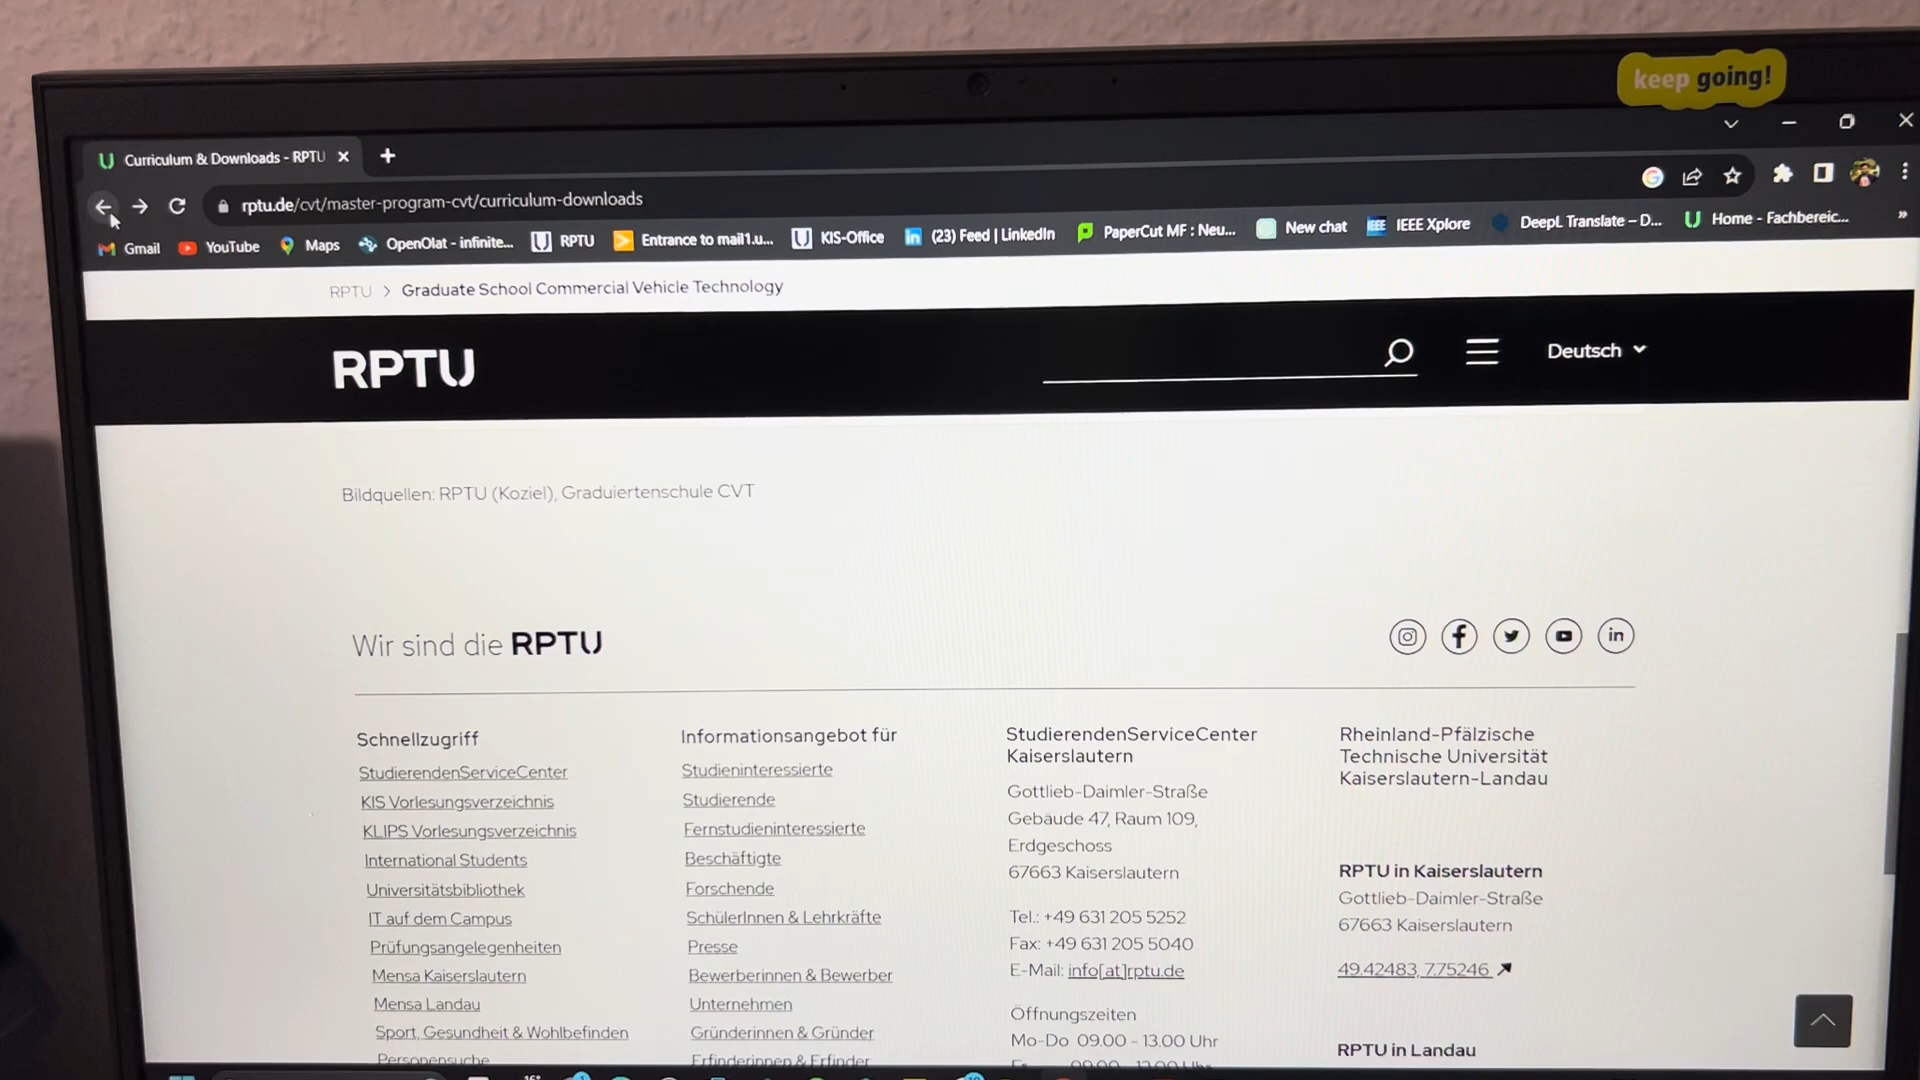 keep going!
Curriculum & Downloads - RPTU
rptu.de/cvt/master-program-cvt/curriculum-downloads
Gmail YouTube Maps OpenOlat - infinite... RPTU Entrance to mail1.u... KIS-Office (23) Feed | LinkedIn PaperCut MF : Neu... New chat IEEE Xplore DeepL Translate – D... Home - Fachbereic... »
RPTU > Graduate School Commercial Vehicle Technology
RPTU
Deutsch
Bildquellen: RPTU (Koziel), Graduiertenschule CVT
Wir sind die RPTU
Schnellzugriff
StudierendenServiceCenter
KIS Vorlesungsverzeichnis
KLIPS Vorlesungsverzeichnis
International Students
Universitätsbibliothek
IT auf dem Campus
Prüfungsangelegenheiten
Mensa Kaiserslautern
Mensa Landau
Sport, Gesundheit & Wohlbefinden
Personensuche
Informationsangebot für
Studieninteressierte
Studierende
Fernstudieninteressierte
Beschäftigte
Forschende
SchülerInnen & Lehrkräfte
Presse
Bewerberinnen & Bewerber
Unternehmen
Gründerinnen & Gründer
Erfinderinnen & Erfinder
StudierendenServiceCenter
Kaiserslautern
Gottlieb-Daimler-Straße
Gebäude 47, Raum 109,
Erdgeschoss
67663 Kaiserslautern
Tel.: +49 631 205 5252
Fax: +49 631 205 5040
E-Mail: info[at]rptu.de
Öffnungszeiten
Mo-Do 09.00 - 13.00 Uhr
Rheinland-Pfälzische
Technische Universität
Kaiserslautern-Landau
RPTU in Kaiserslautern
Gottlieb-Daimler-Straße
67663 Kaiserslautern
49.42483, 7.75246
RPTU in Landau